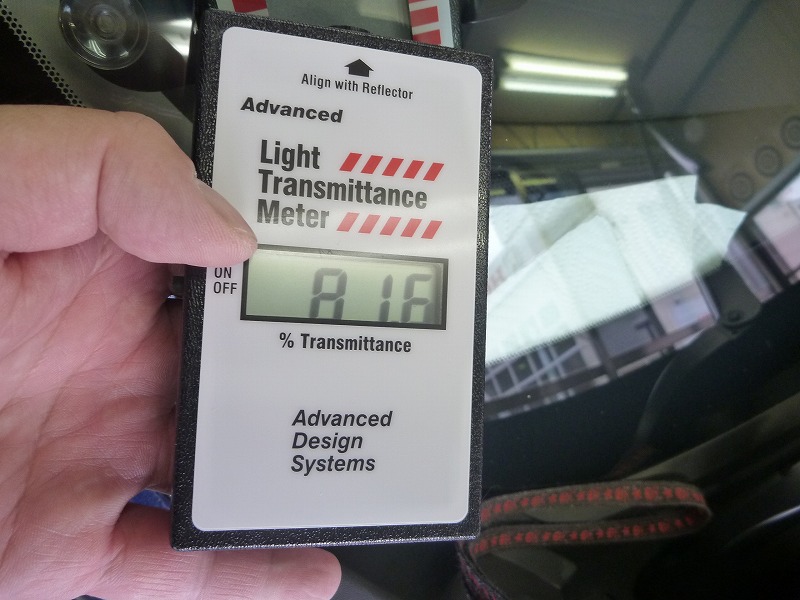 Align with Reflector
Advanced
Light
Transmittance
Meter
ON
OFF
% Transmittance
Advanced
Design
Systems